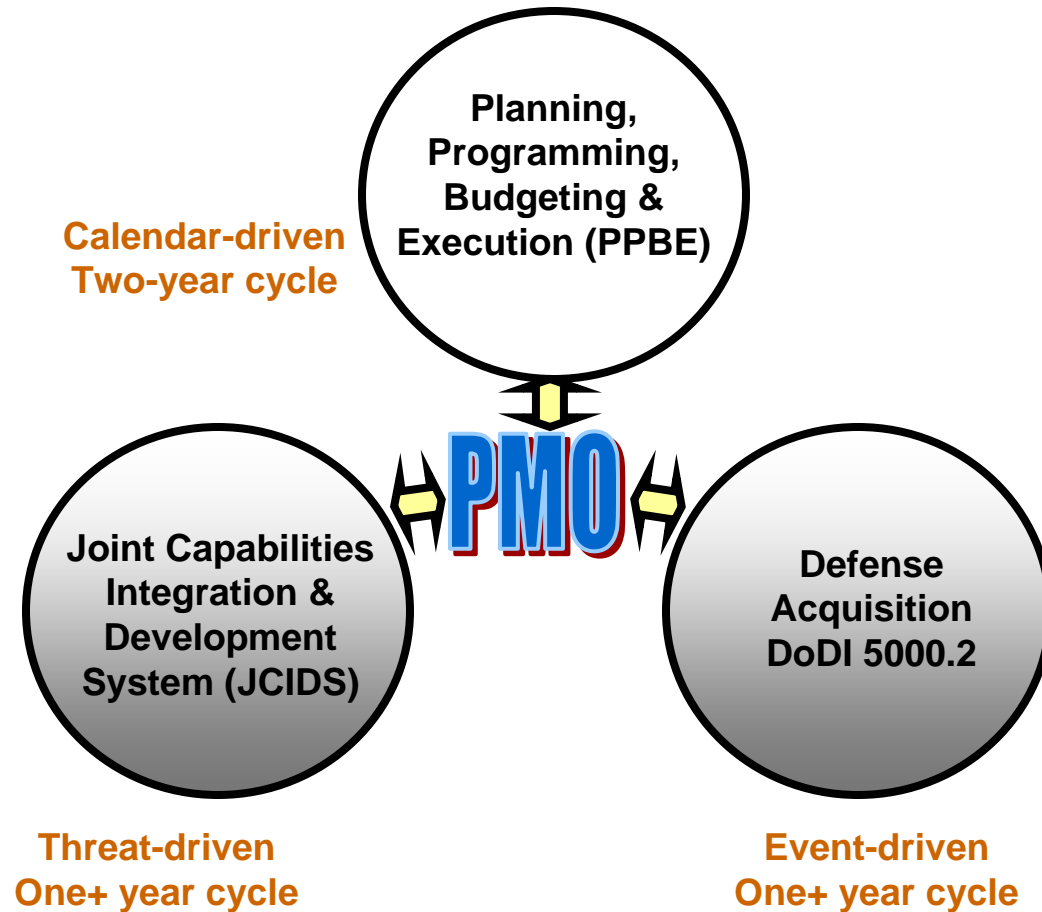 Planning,
Programming,
Budgeting &
Execution (PPBE)
Calendar-driven
Two-year cycle
PMO
Joint Capabilities
Integration &
Development
System (JCIDS)
Defense
Acquisition
DoDI 5000.2
Threat-driven
One+ year cycle
Event-driven
One+ year cycle